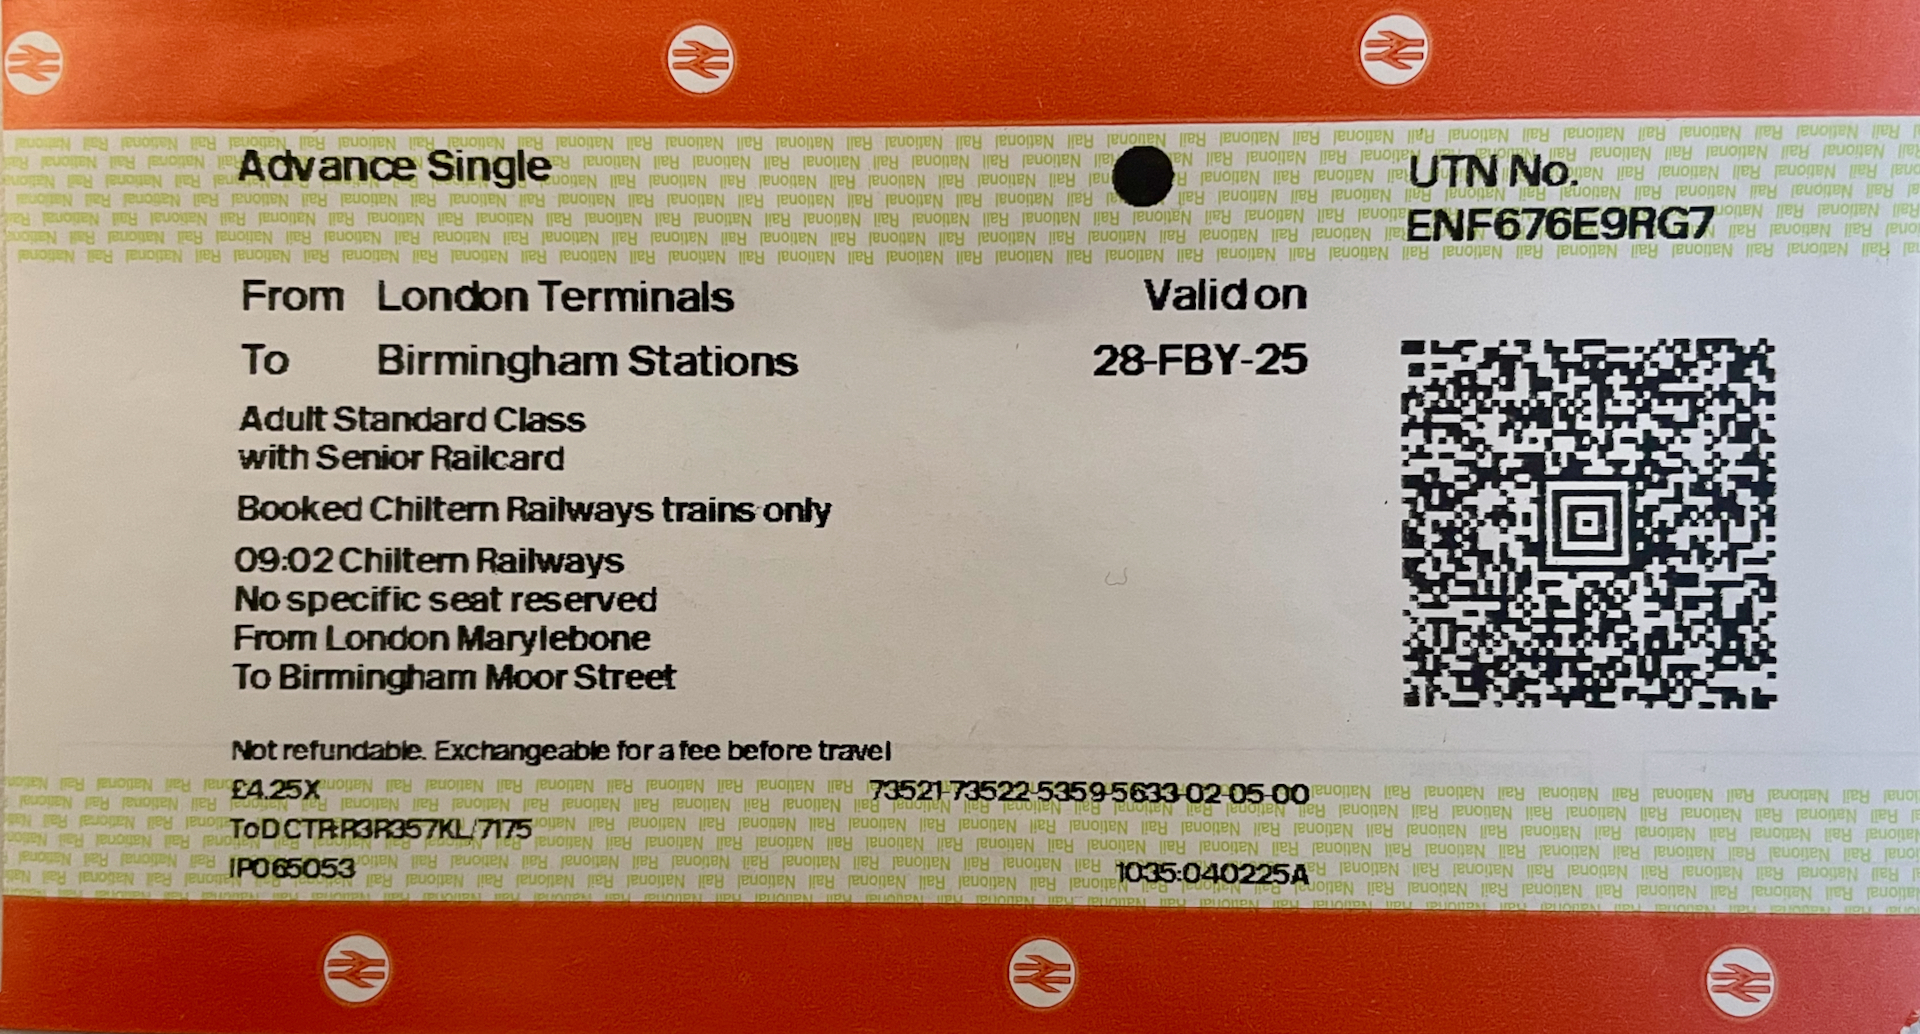 Advance Single
UTN No.
ENF676E9RG7
From London Terminals
Valid on
To Birmingham Stations
28-FBY-25
Adult Standard Class
with Senior Railcard
Booked Chiltern Railways trains only
09:02 Chiltern Railways
No specific seat reserved
From London Marylebone
To Birmingham Moor Street
Not refundable. Exchangeable for a fee before travel
£4.25X
73521-73522-5359-5633-02-05-00
ToD CTR:R3R357KL/7175
IP065053
1035:040225A